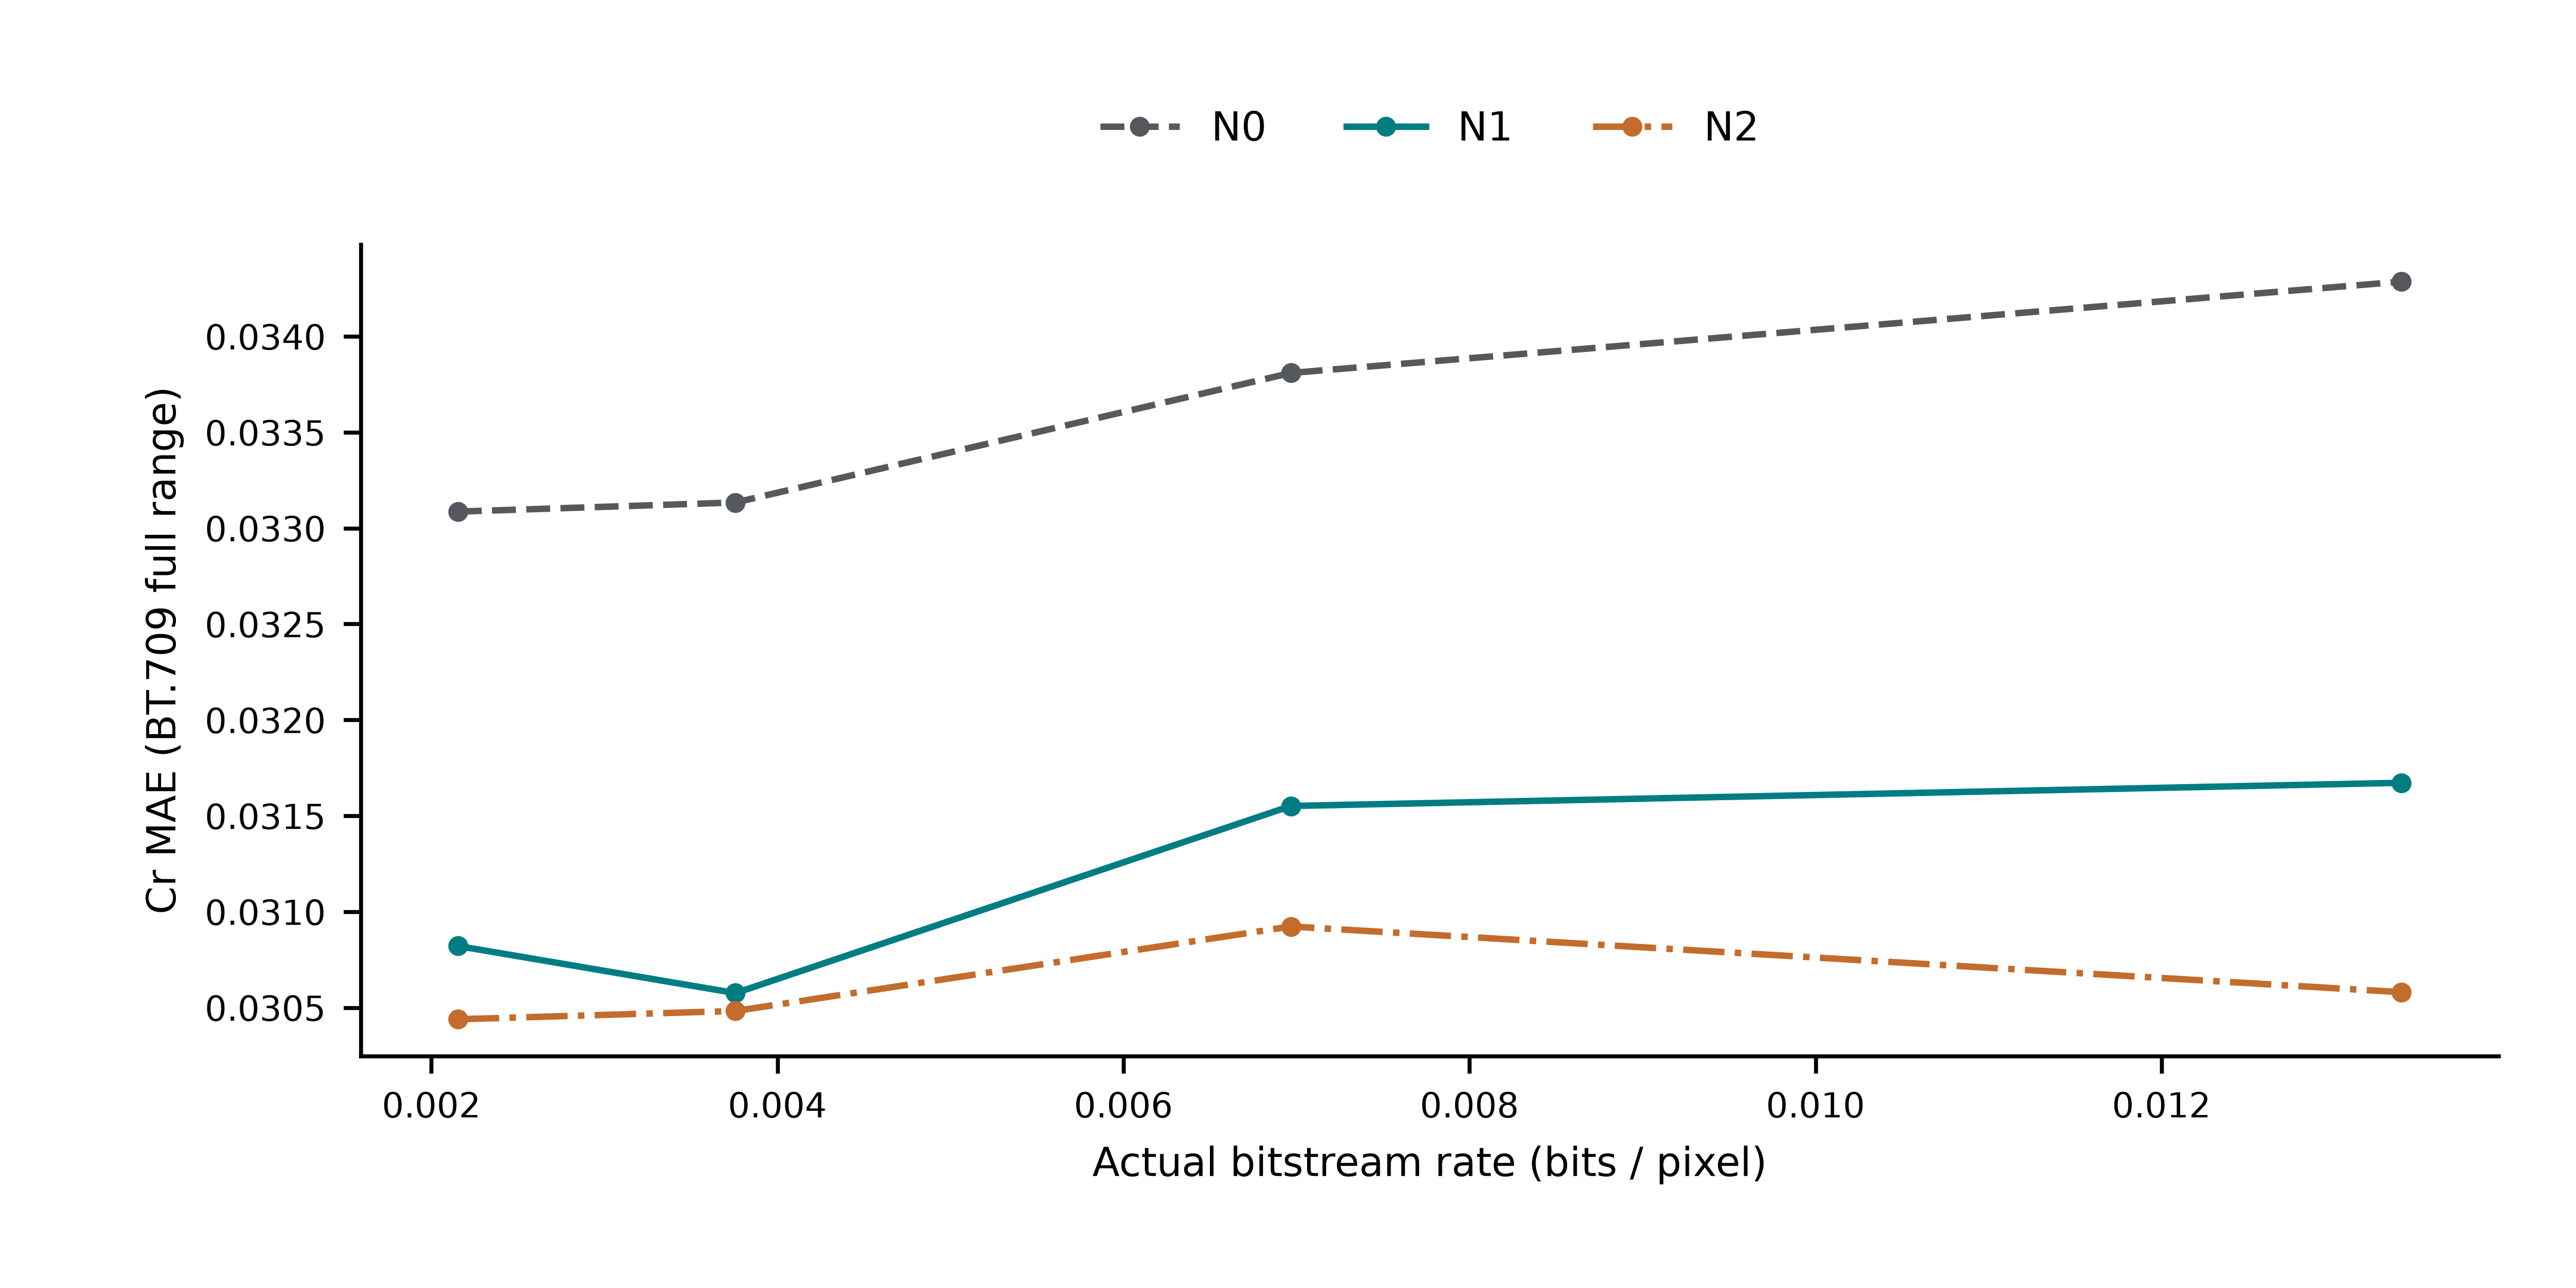 N0 N1 N2
Cr MAE (BT.709 full range)
0.0340
0.0335
0.0330
0.0325
0.0320
0.0315
0.0310
0.0305
0.002 0.004 0.006 0.008 0.010 0.012
Actual bitstream rate (bits / pixel)